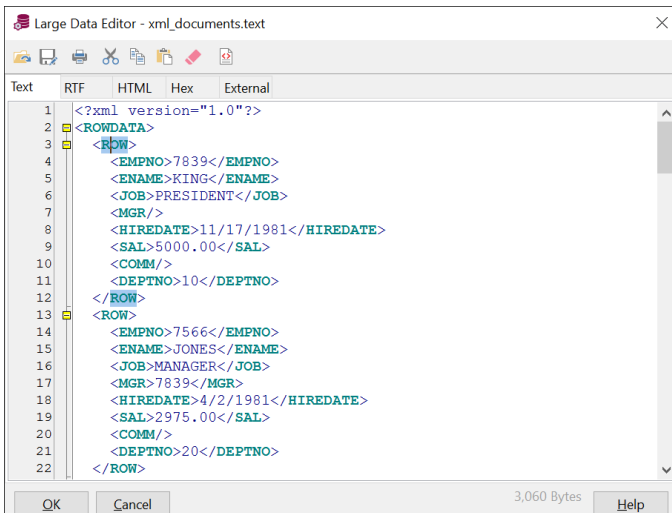 Large Data Editor - xml_documents.text
Text RTF HTML Hex External
1 <?xml version="1.0"?>
2 <ROWDATA>
3 <ROW>
4 <EMPNO>7839</EMPNO>
5 <ENAME>KING</ENAME>
6 <JOB>PRESIDENT</JOB>
7 <MGR/>
8 <HIREDATE>11/17/1981</HIREDATE>
9 <SAL>5000.00</SAL>
10 <COMM/>
11 <DEPTNO>10</DEPTNO>
12 </ROW>
13 <ROW>
14 <EMPNO>7566</EMPNO>
15 <ENAME>JONES</ENAME>
16 <JOB>MANAGER</JOB>
17 <MGR>7839</MGR>
18 <HIREDATE>4/2/1981</HIREDATE>
19 <SAL>2975.00</SAL>
20 <COMM/>
21 <DEPTNO>20</DEPTNO>
22 </ROW>
OK Cancel 3,060 Bytes Help